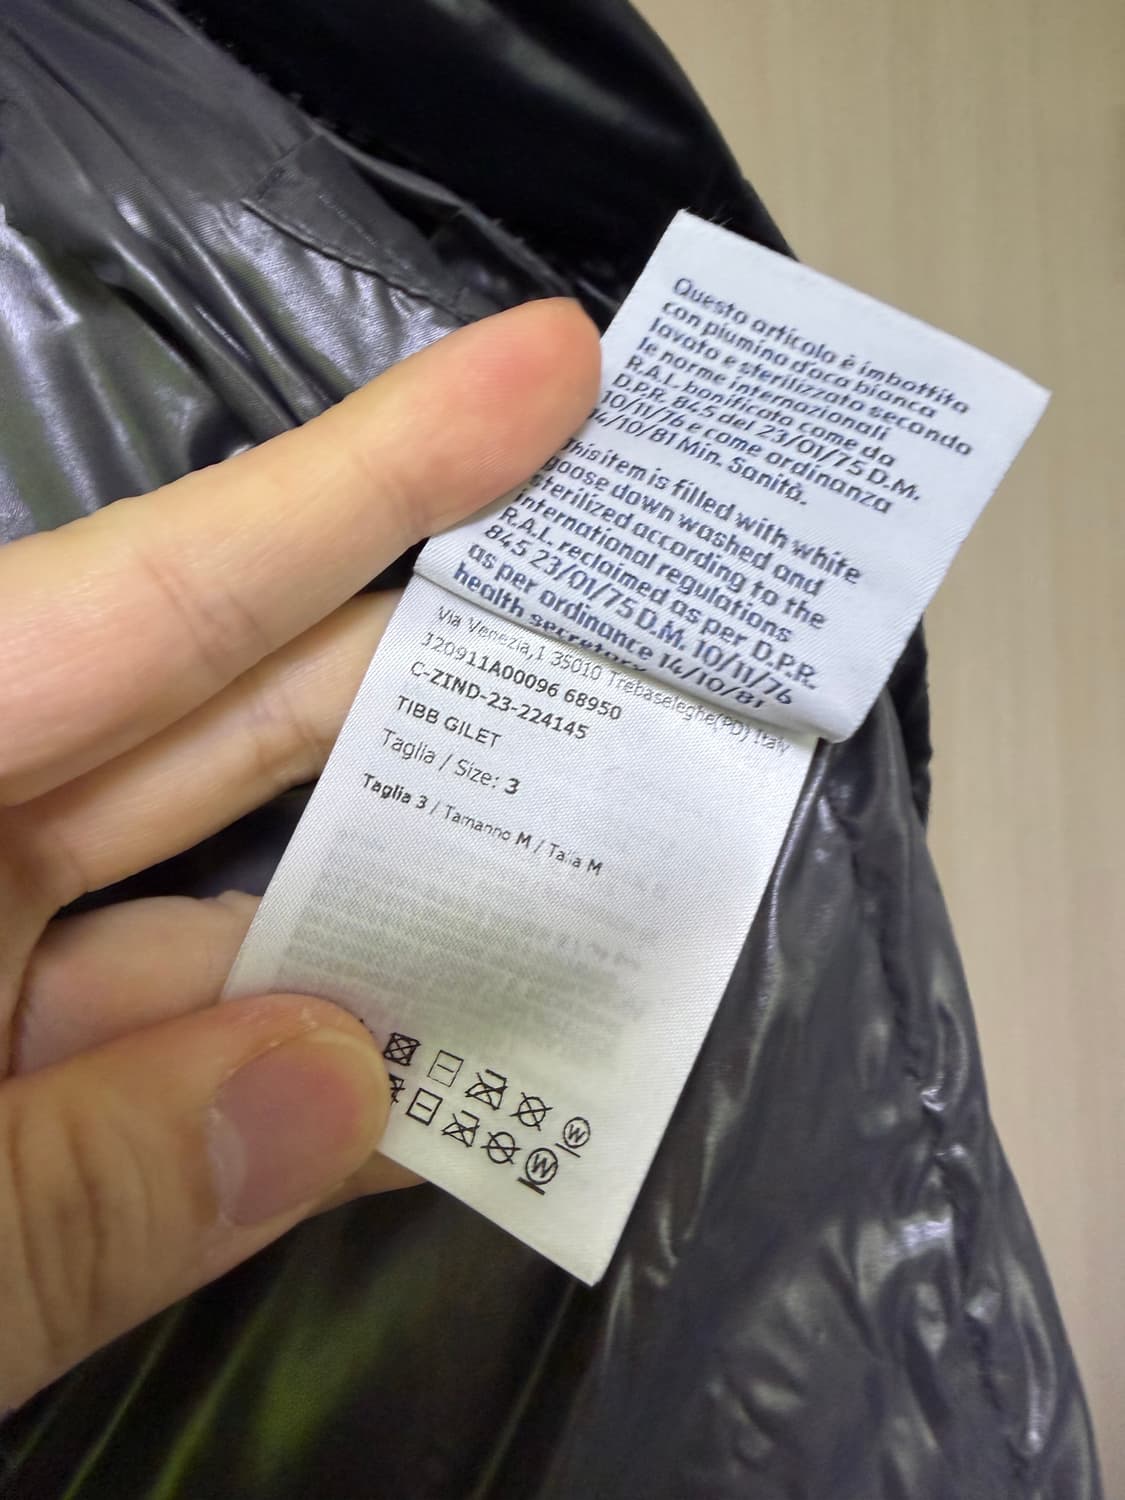 Questo articolo è imbottito
con piumino d'oca bianca
lavato e sterilizzato secondo
le norme internazionali
R.A.L. bonificato come da
D.P.R. 845 del 23/01/75 D.M.
10/11/76 e come ordinanza
14/10/81 Min. Sanità.
This item is filled with white
goose down washed and
sterilized according to the
international regulations
R.A.L. reclaimed as per D.P.R.
845 23/01/75 D.M. 10/11/76
as per ordinance 14/10/81
health secretary
Via Venezia,1 35010 Trebaseleghe(PD) Italy
J20911A00096 68950
C-ZIND-23-224145
TIBB GILET
Taglia / Size: 3
Taglia 3 / Tamanho M / Talla M
W
W